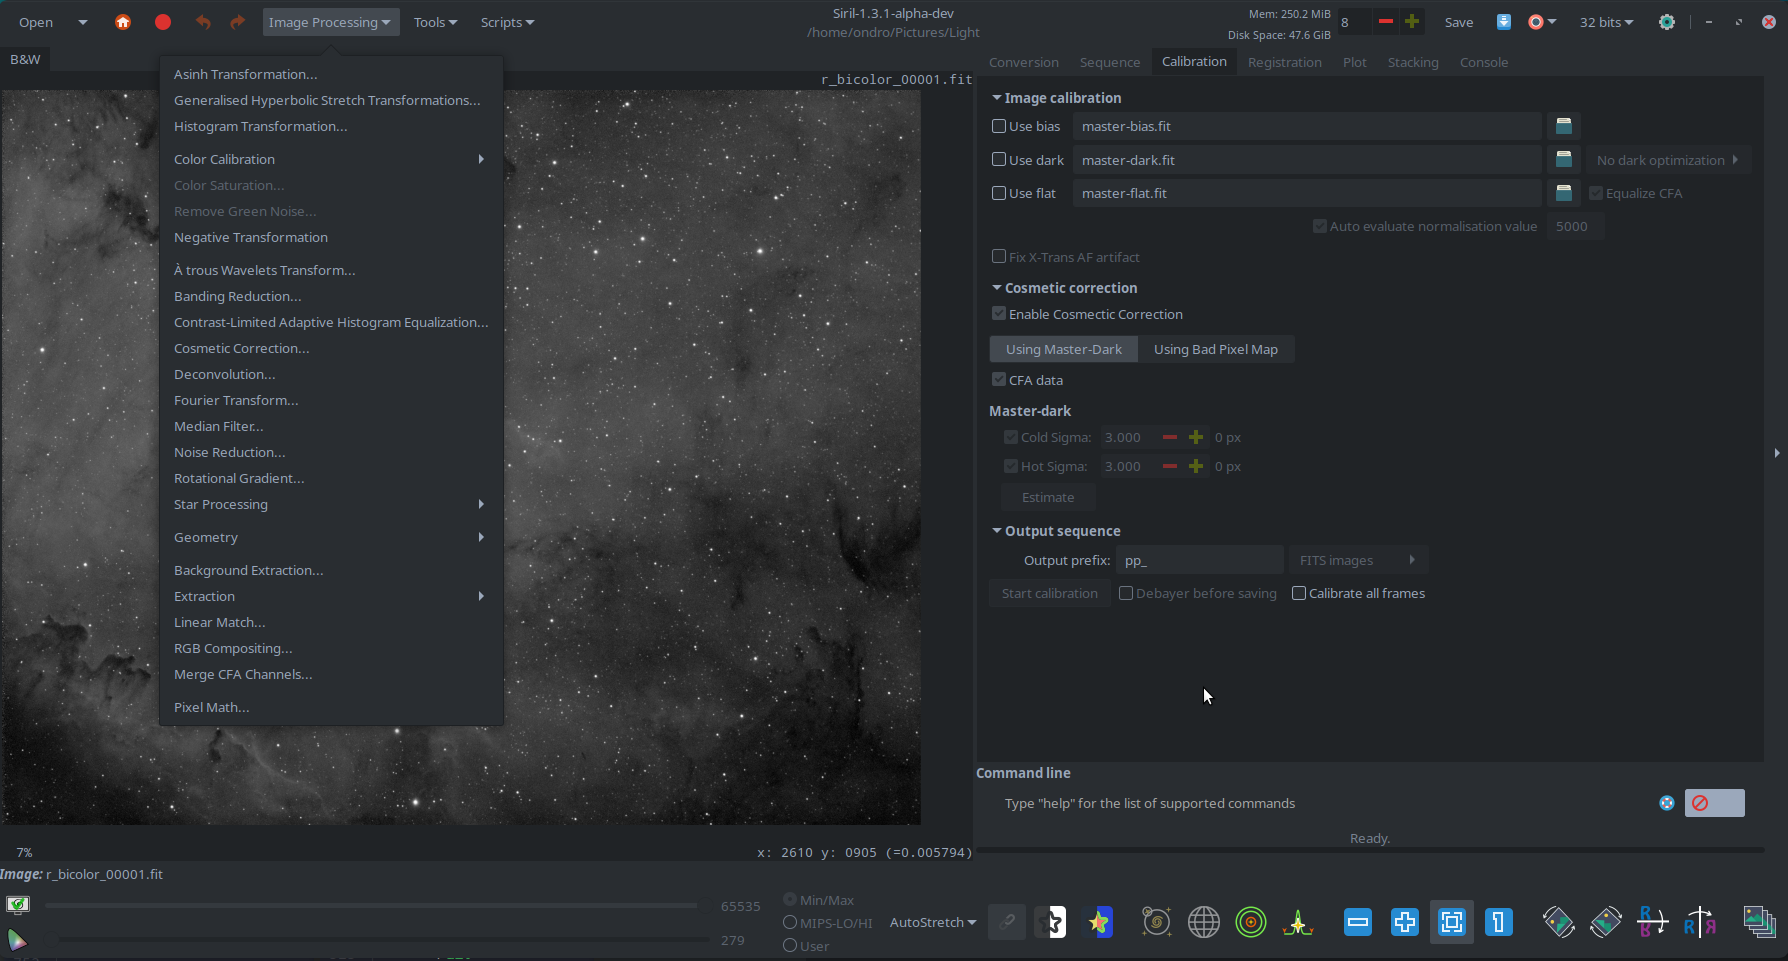 Open
Image Processing
Tools
Scripts
Siril-1.3.1-alpha-dev
/home/ondro/Pictures/Light
Mem: 250.2 MiB
Disk Space: 47.6 GiB
8
Save
32 bits
B&W
r_bicolor_00001.fit
Asinh Transformation...
Generalised Hyperbolic Stretch Transformations...
Histogram Transformation...
Color Calibration
Color Saturation...
Remove Green Noise...
Negative Transformation
À trous Wavelets Transform...
Banding Reduction...
Contrast-Limited Adaptive Histogram Equalization...
Cosmetic Correction...
Deconvolution...
Fourier Transform...
Median Filter...
Noise Reduction...
Rotational Gradient...
Star Processing
Geometry
Background Extraction...
Extraction
Linear Match...
RGB Compositing...
Merge CFA Channels...
Pixel Math...
7%
x: 2610 y: 0905 (=0.005794)
Conversion
Sequence
Calibration
Registration
Plot
Stacking
Console
Image calibration
Use bias
master-bias.fit
Use dark
master-dark.fit
No dark optimization
Use flat
master-flat.fit
Equalize CFA
Auto evaluate normalisation value
5000
Fix X-Trans AF artifact
Cosmetic correction
Enable Cosmectic Correction
Using Master-Dark
Using Bad Pixel Map
CFA data
Master-dark
Cold Sigma:
3.000
0 px
Hot Sigma:
3.000
0 px
Estimate
Output sequence
Output prefix:
pp_
FITS images
Start calibration
Debayer before saving
Calibrate all frames
Command line
Type "help" for the list of supported commands
Ready.
Image: r_bicolor_00001.fit
65535
279
Min/Max
MIPS-LO/HI
User
AutoStretch